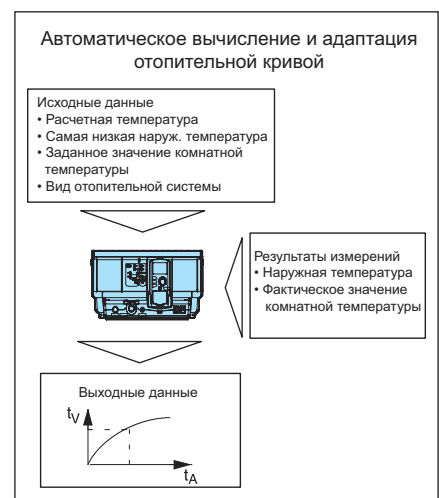 Автоматическое вычисление и адаптация
отопительной кривой
Исходные данные
• Расчетная температура
• Самая низкая наруж. температура
• Заданное значение комнатной
температуры
• Вид отопительной системы
Результаты измерений
• Наружная температура
• Фактическое значение
комнатной температуры
Выходные данные
tV
tA